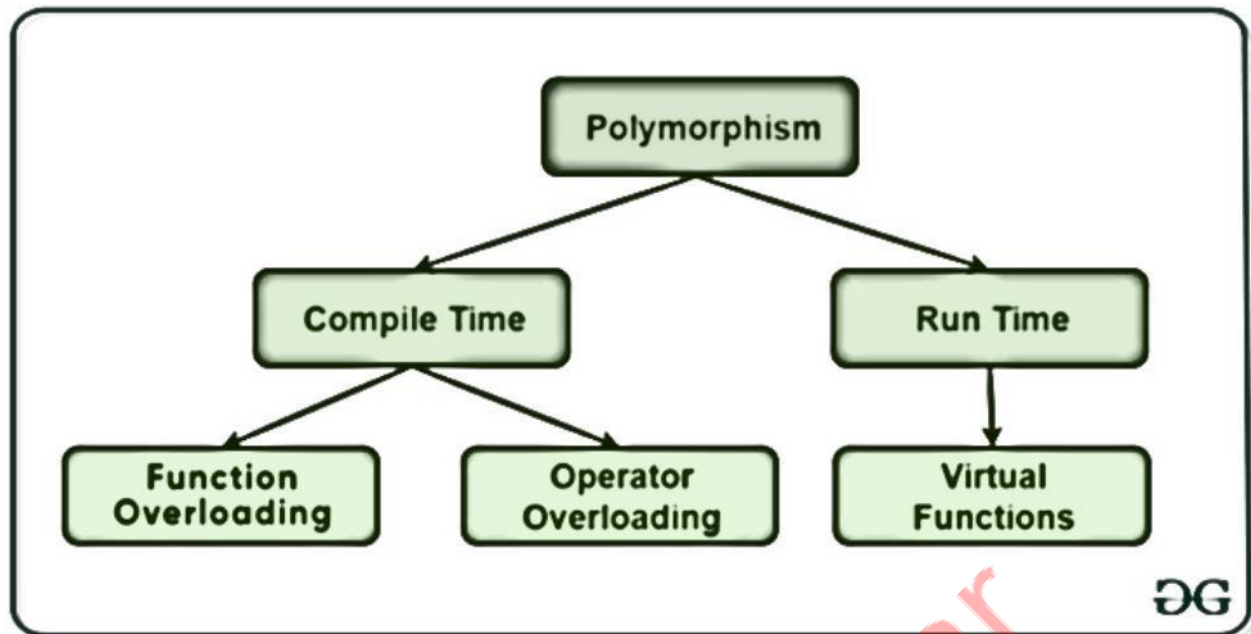 Polymorphism
Compile Time
Run Time
Function
Overloading
Operator
Overloading
Virtual
Functions
GG